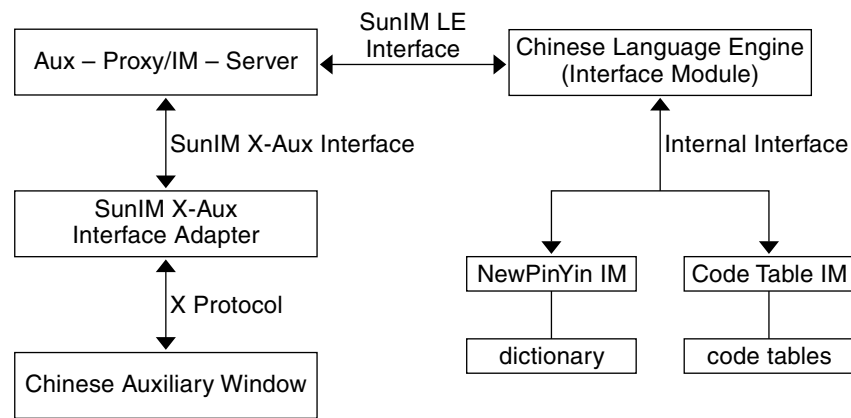 SunIM LE
Interface
Aux – Proxy/IM – Server
Chinese Language Engine
(Interface Module)
SunIM X-Aux Interface
Internal Interface
SunIM X-Aux
Interface Adapter
NewPinYin IM
Code Table IM
X Protocol
dictionary
code tables
Chinese Auxiliary Window